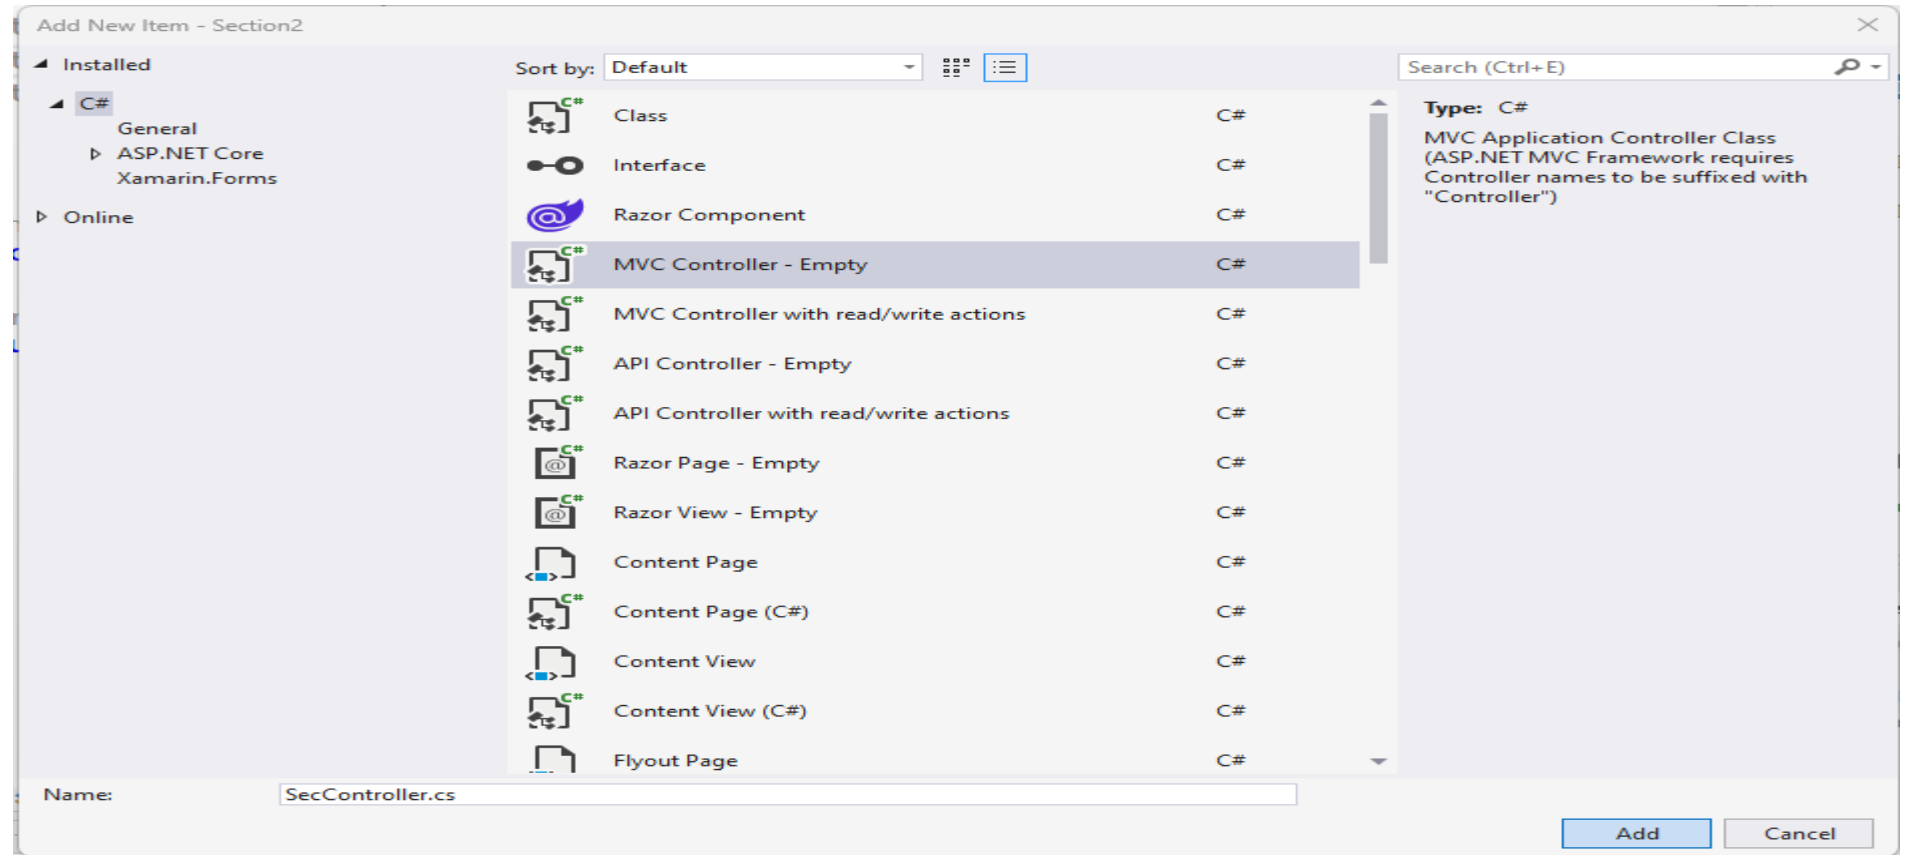 Add New Item - Section2
Installed
C#
General
ASP.NET Core
Xamarin.Forms
Online
Sort by: Default
Class C#
Interface C#
Razor Component C#
MVC Controller - Empty C#
MVC Controller with read/write actions C#
API Controller - Empty C#
API Controller with read/write actions C#
Razor Page - Empty C#
Razor View - Empty C#
Content Page C#
Content Page (C#) C#
Content View C#
Content View (C#) C#
Flyout Page C#
Search (Ctrl+E)
Type: C#
MVC Application Controller Class
(ASP.NET MVC Framework requires
Controller names to be suffixed with
"Controller")
Name: SecController.cs
Add Cancel